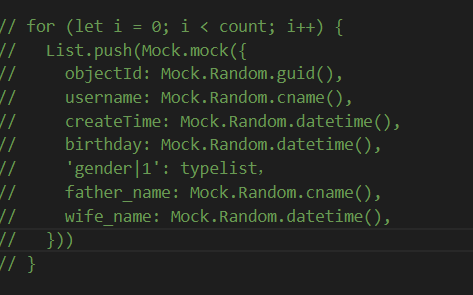 // for (let i = 0; i < count; i++) {
//   List.push(Mock.mock({
//     objectId: Mock.Random.guid(),
//     username: Mock.Random.cname(),
//     createTime: Mock.Random.datetime(),
//     birthday: Mock.Random.datetime(),
//     'gender|1': typelist,
//     father_name: Mock.Random.cname(),
//     wife_name: Mock.Random.datetime(),
//   }))
// }